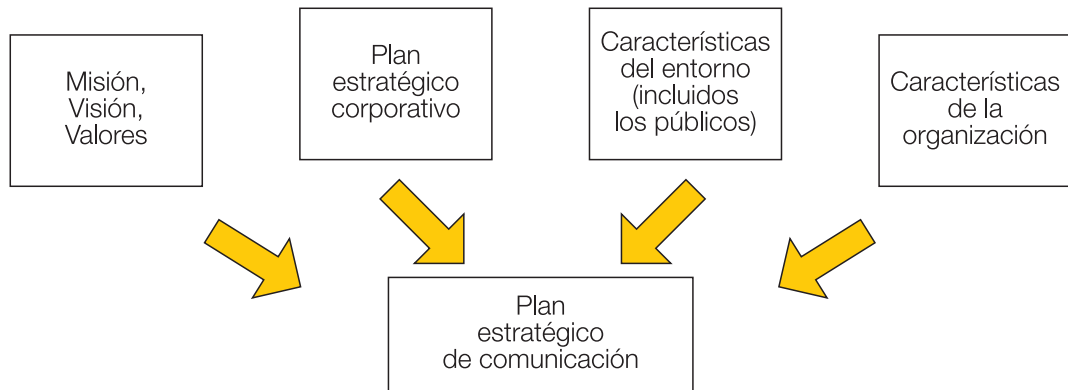 Misión,
Visión,
Valores
Plan
estratégico
corporativo
Características
del entorno
(incluidos
los públicos)
Características
de la
organización
Plan
estratégico
de comunicación